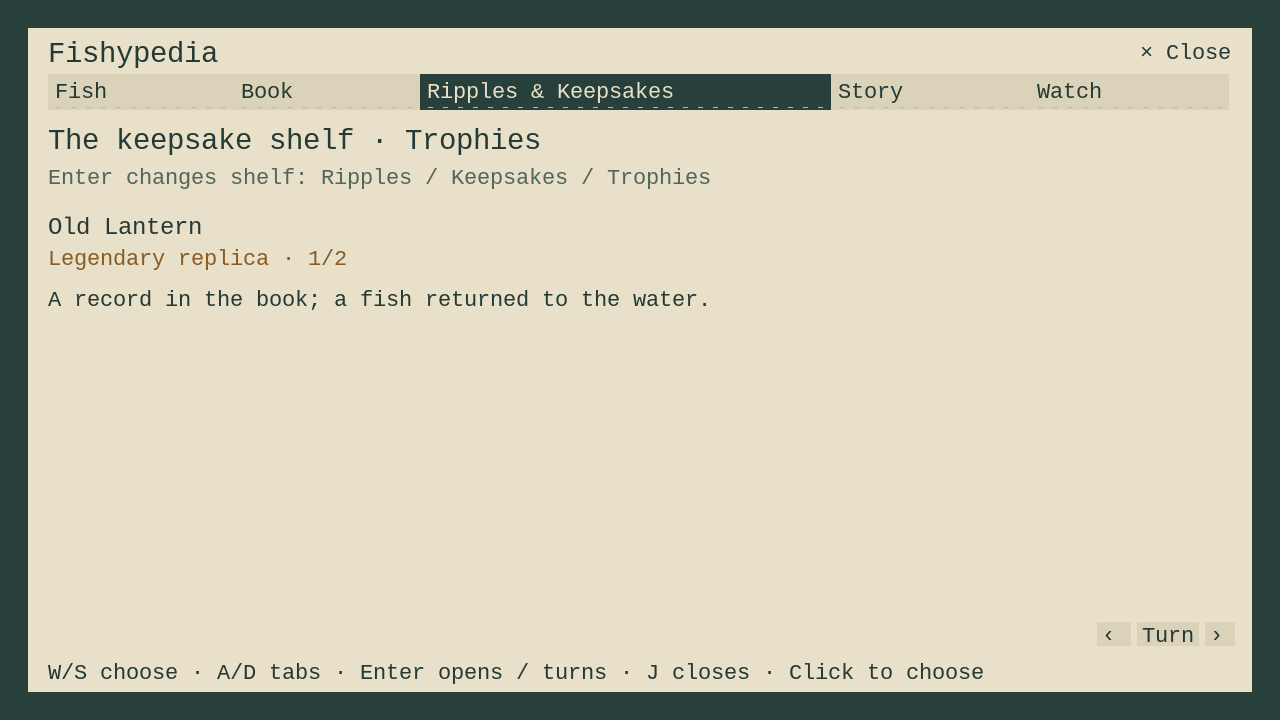 Fishypedia
× Close
Fish Book Ripples & Keepsakes Story Watch
The keepsake shelf · Trophies
Enter changes shelf: Ripples / Keepsakes / Trophies
Old Lantern
Legendary replica · 1/2
A record in the book; a fish returned to the water.
‹ Turn ›
W/S choose · A/D tabs · Enter opens / turns · J closes · Click to choose